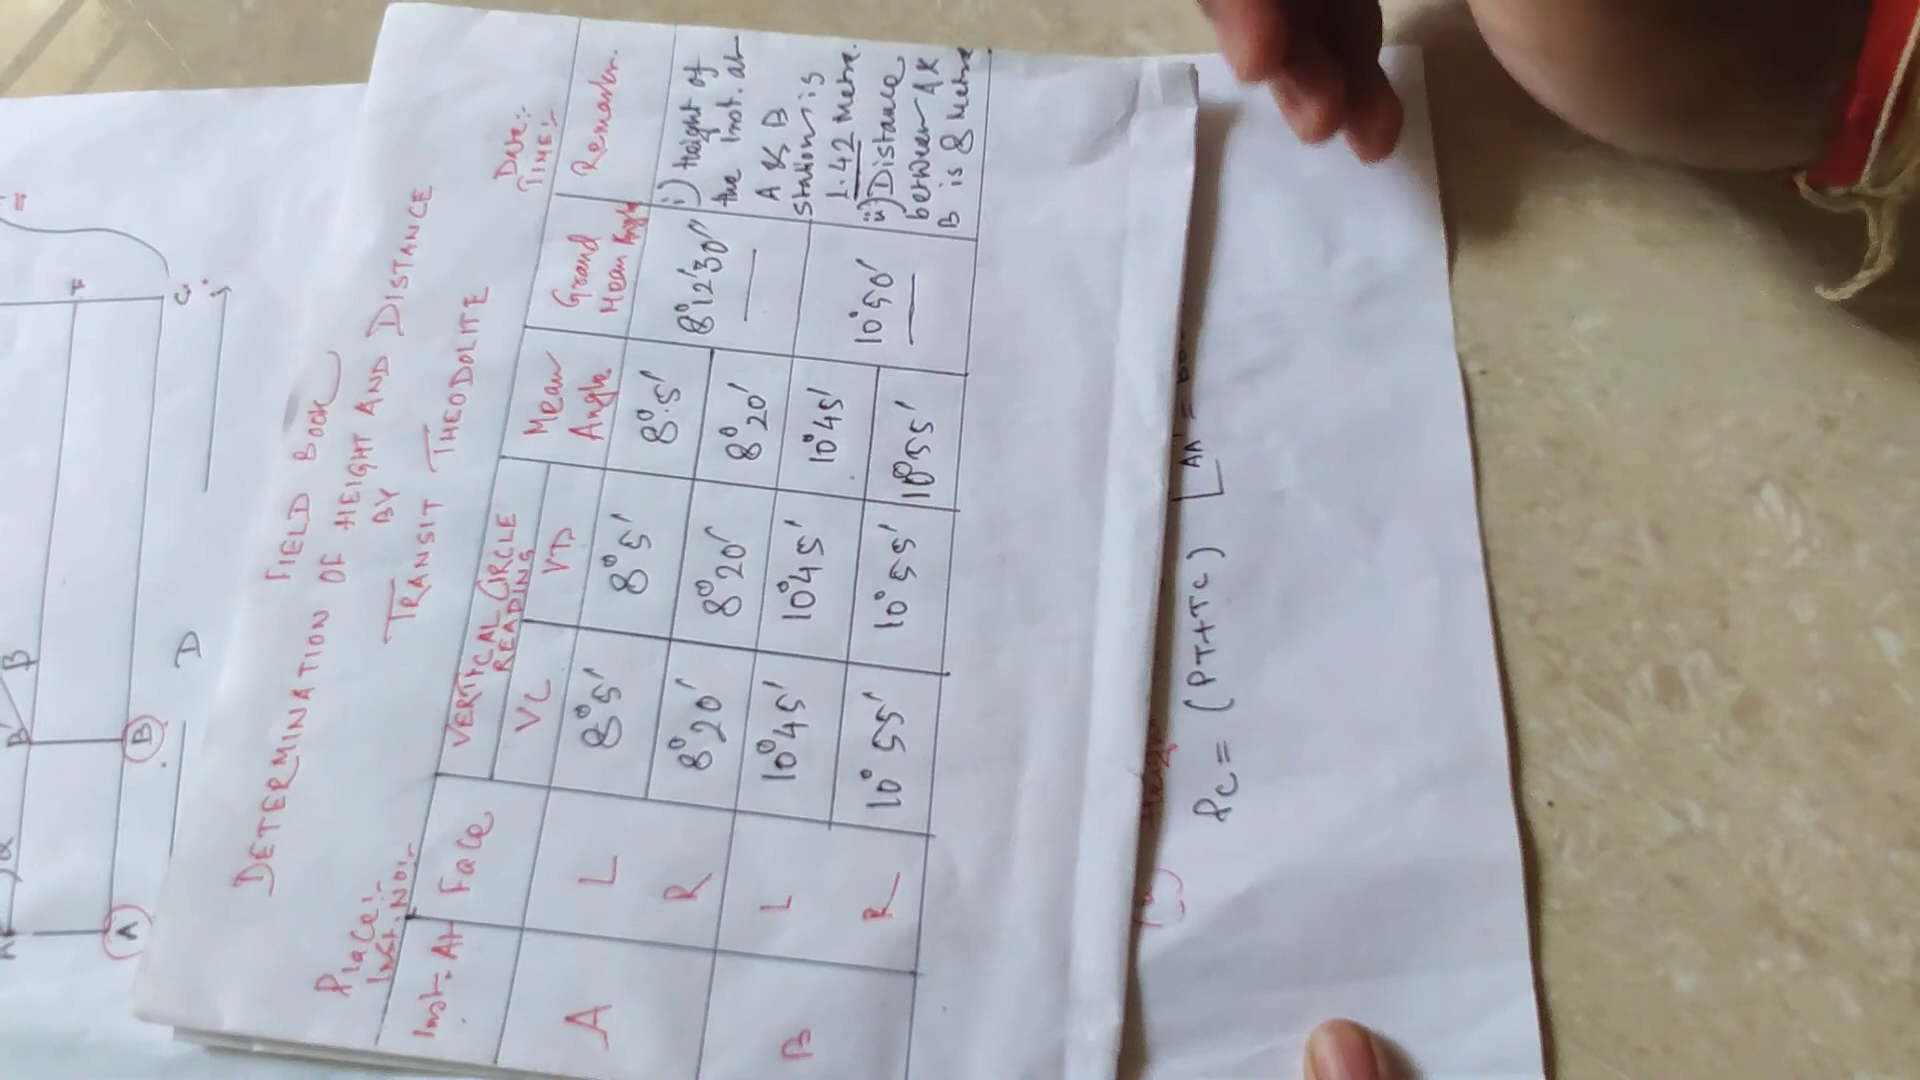 B
B'
A
B
D
T
C
FIELD BOOK
DETERMINATION OF HEIGHT AND DISTANCE
BY
TRANSIT THEODOLITE
Place:-
Inst. No:-
Date:-
TIME:-
Inst. At
Face
VERTICAL CIRCLE
READING
VC
VD
Mean
Angle
Grand
Mean Angle
Remarks.
A
L
8°5'
8°5'
8°.5'
8°12'30"
R
8°20'
8°20'
8°20'
B
L
10°45'
10°45'
10°45'
10°50'
R
10°55'
10°55'
10°55'
i) Height of
the Inst. at
A & B
station is
1.42 Metre.
ii) Distance
between A &
B is 8 Metre
PC = (PT+TC)